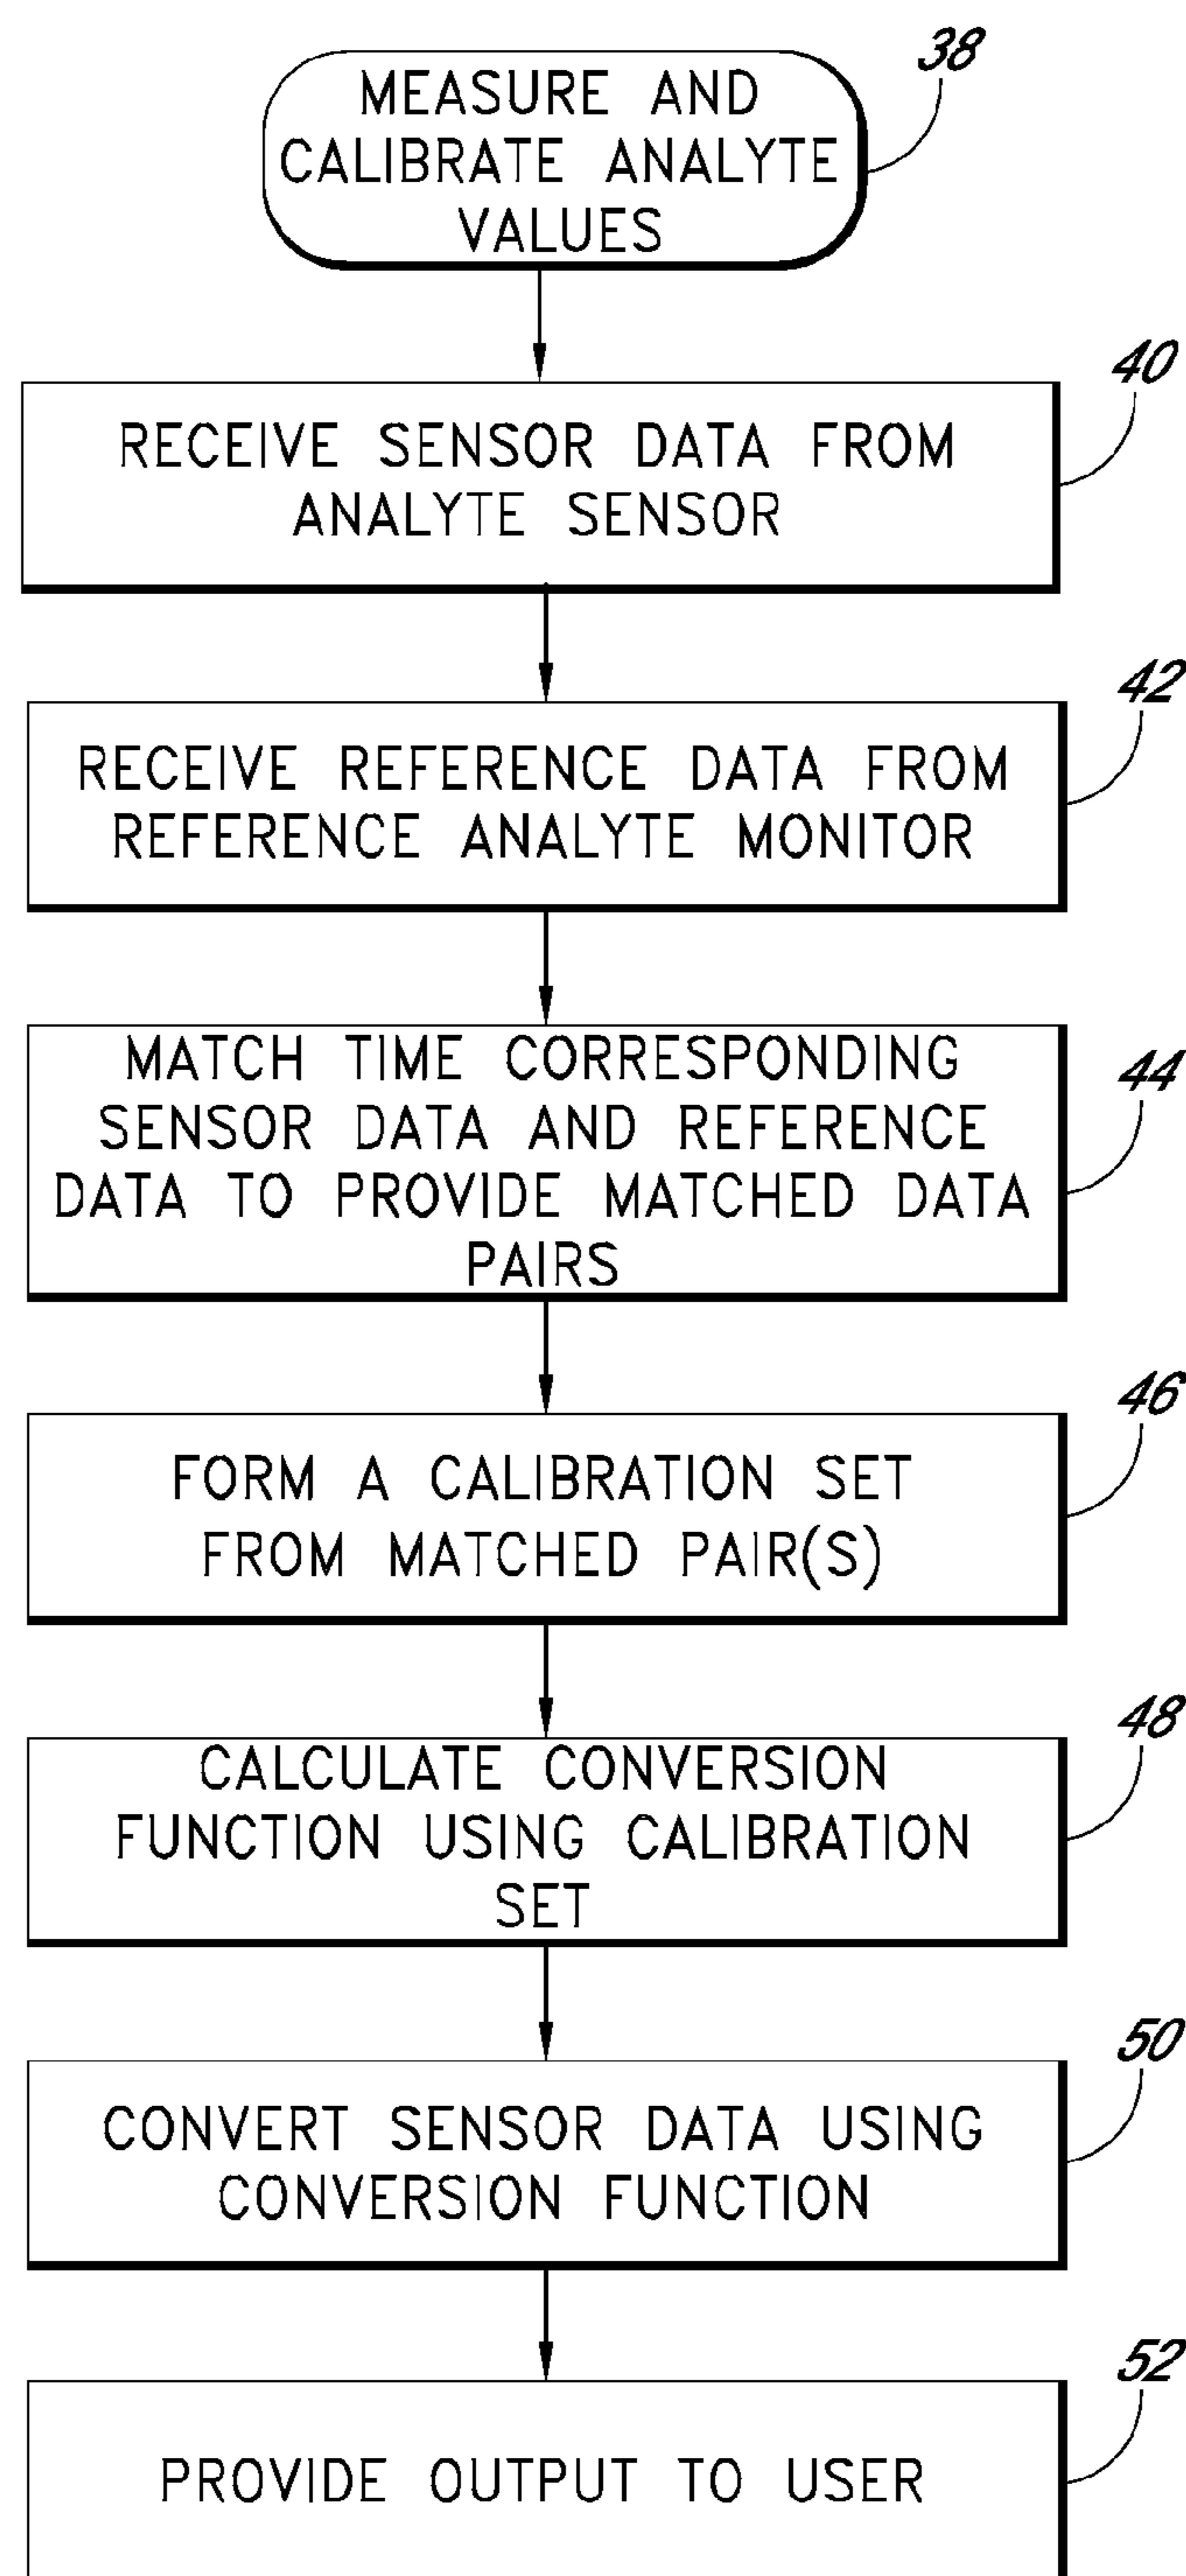 38
MEASURE AND
CALIBRATE ANALYTE
VALUES
40
RECEIVE SENSOR DATA FROM
ANALYTE SENSOR
42
RECEIVE REFERENCE DATA FROM
REFERENCE ANALYTE MONITOR
44
MATCH TIME CORRESPONDING
SENSOR DATA AND REFERENCE
DATA TO PROVIDE MATCHED DATA
PAIRS
46
FORM A CALIBRATION SET
FROM MATCHED PAIR(S)
48
CALCULATE CONVERSION
FUNCTION USING CALIBRATION
SET
50
CONVERT SENSOR DATA USING
CONVERSION FUNCTION
52
PROVIDE OUTPUT TO USER